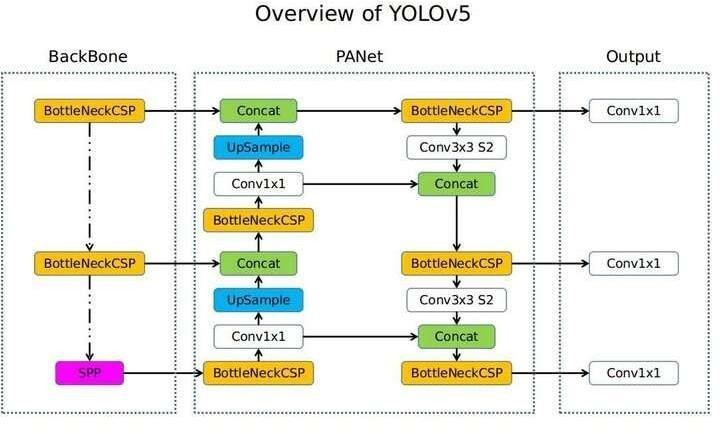 Overview of YOLOv5
BackBone PANet Output
BottleNeckCSP Concat BottleNeckCSP Conv1x1
UpSample Conv3x3 S2
Conv1x1 Concat
BottleNeckCSP
BottleNeckCSP Concat BottleNeckCSP Conv1x1
UpSample Conv3x3 S2
Conv1x1 Concat
SPP BottleNeckCSP BottleNeckCSP Conv1x1